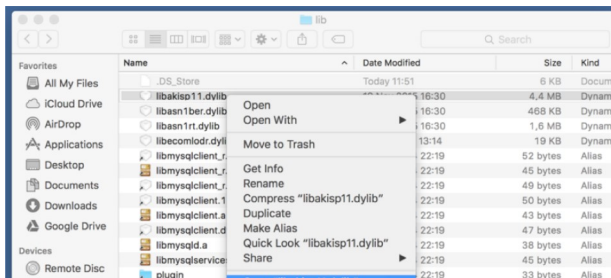 lib
Search
Favorites
All My Files
iCloud Drive
AirDrop
Applications
Desktop
Documents
Downloads
Google Drive
Devices
Remote Disc
Name Date Modified Size Kind
.DS_Store Today 11:51 6 KB Docum
libakisp11.dylib 2015 16:30 4,4 MB Dynam
libasn1ber.dylib 16:30 468 KB Dynam
libasn1rt.dylib 16:30 1,6 MB Dynam
libecomlodr.dyli 13:14 19 KB Dynam
libmysqlclient_r. 22:19 52 bytes Alias
libmysqlclient_r. 22:19 45 bytes Alias
libmysqlclient_r. 22:19 49 bytes Alias
libmysqlclient.1 22:19 50 bytes Alias
libmysqlclient.a 22:19 43 bytes Alias
libmysqlclient.d 22:19 47 bytes Alias
libmysqld.a 22:19 38 bytes Alias
libmysqlservice 22:19 45 bytes Alias
plugin 22:19 33 bytes Alias
Open
Open With
Move to Trash
Get Info
Rename
Compress “libakisp11.dylib”
Duplicate
Make Alias
Quick Look “libakisp11.dylib”
Share